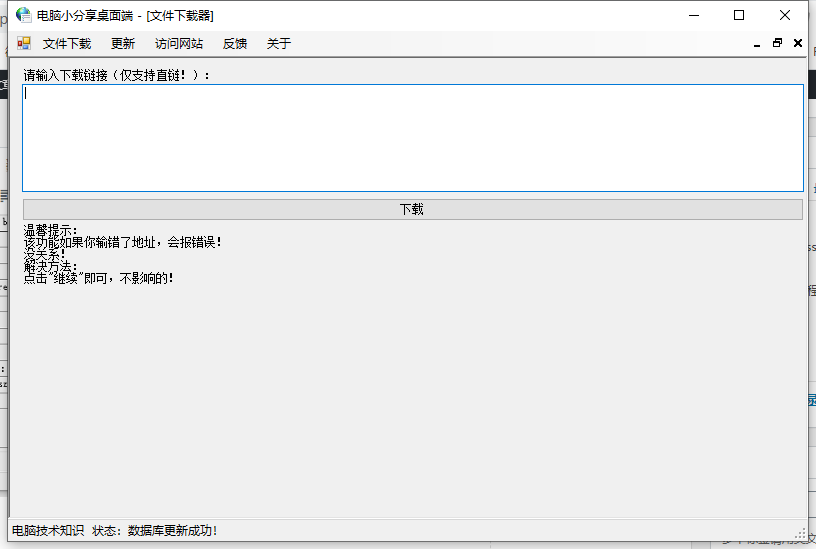 电脑小分享桌面端 - [文件下载器]
文件下载 更新 访问网站 反馈 关于
请输入下载链接（仅支持直链！）：
下载
温馨提示：
该功能如果你输错了地址，会报错误！
没关系！
解决方法：
点击"继续"即可，不影响的！
电脑技术知识 状态：数据库更新成功！